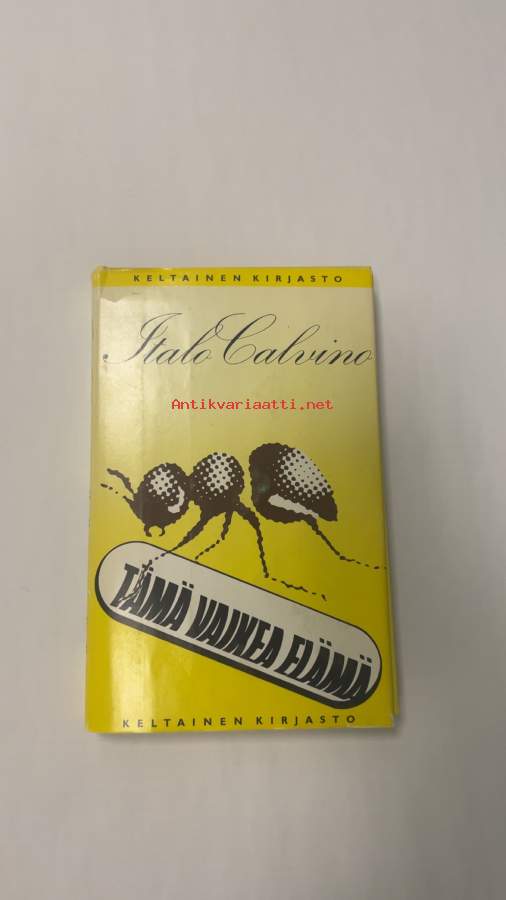 KELTAINEN KIRJASTO
Italo Calvino
Antikvariaatti.net
TÄMÄ VAIKEA ELÄMÄ
KELTAINEN KIRJASTO